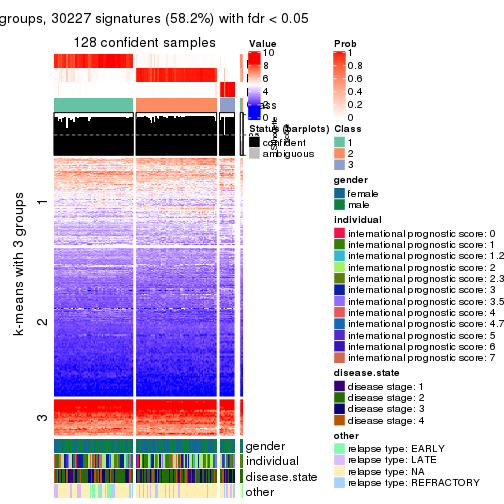 groups, 30227 signatures (58.2%) with fdr < 0.05
128 confident samples
k-means with 3 groups
1
2
3
gender
individual
disease.state
other
Value
10
8
6
4
2
0
Status (barplots)
confident
ambiguous
Prob
1
0.8
0.6
0.4
0.2
0
Class
1
2
3
gender
female
male
individual
international prognostic score: 0
international prognostic score: 1
international prognostic score: 1.2
international prognostic score: 2
international prognostic score: 2.3
international prognostic score: 3
international prognostic score: 3.5
international prognostic score: 4
international prognostic score: 4.7
international prognostic score: 5
international prognostic score: 6
international prognostic score: 7
disease.state
disease stage: 1
disease stage: 2
disease stage: 3
disease stage: 4
other
relapse type: EARLY
relapse type: LATE
relapse type: NA
relapse type: REFRACTORY